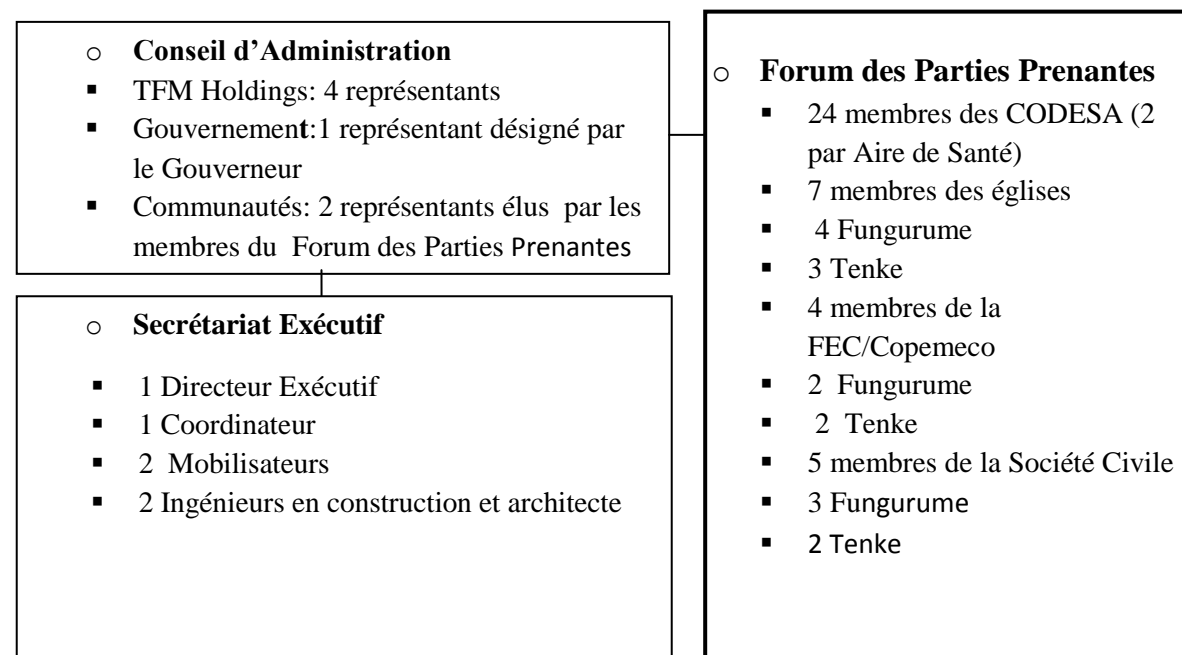 o Conseil d’Administration
▪ TFM Holdings: 4 représentants
▪ Gouvernement:1 représentant désigné par
le Gouverneur
▪ Communautés: 2 représentants élus par les
membres du Forum des Parties Prenantes
o Secrétariat Exécutif
▪ 1 Directeur Exécutif
▪ 1 Coordinateur
▪ 2 Mobilisateurs
▪ 2 Ingénieurs en construction et architecte
o Forum des Parties Prenantes
▪ 24 membres des CODESA (2
par Aire de Santé)
▪ 7 membres des églises
▪ 4 Fungurume
▪ 3 Tenke
▪ 4 membres de la
FEC/Copemeco
▪ 2 Fungurume
▪ 2 Tenke
▪ 5 membres de la Société Civile
▪ 3 Fungurume
▪ 2 Tenke